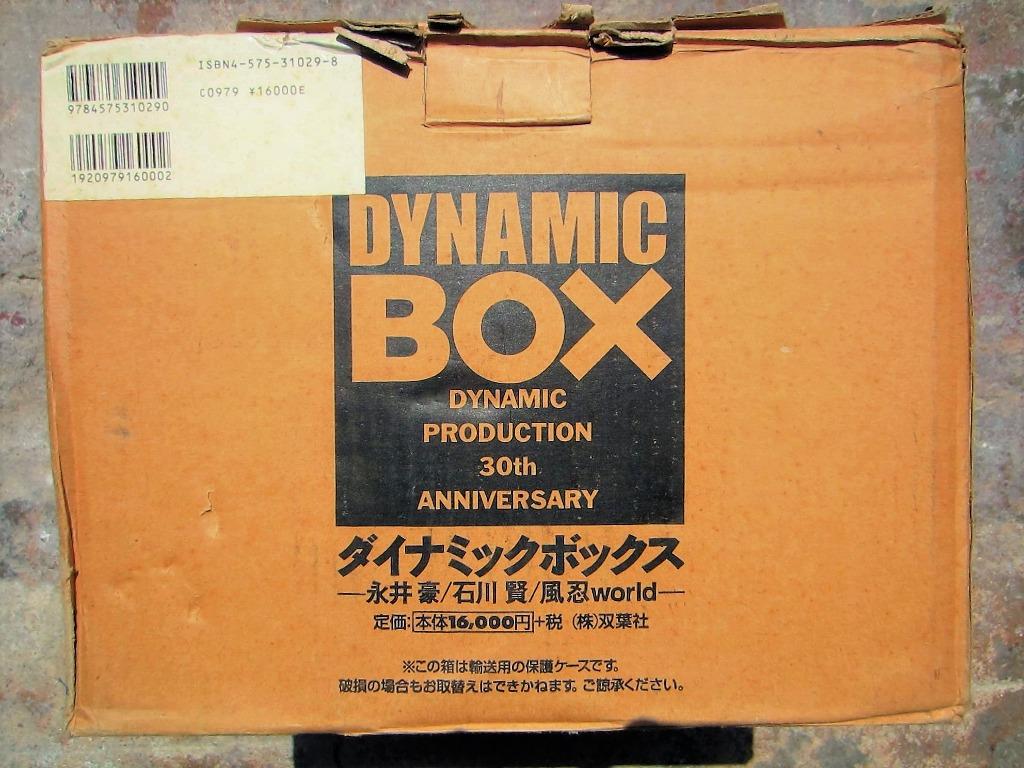 ISBN4-575-31029-8
9784575310290
C0979 ¥16000E
1920979160002
DYNAMIC
BOX
DYNAMIC
PRODUCTION
30th
ANNIVERSARY
ダイナミックボックス
—永井 豪/石川 賢/風忍world—
定価:本体16,000円+税 (株)双葉社
※この箱は輸送用の保護ケースです。
破損の場合もお取替えはできかねます。ご諒承ください。